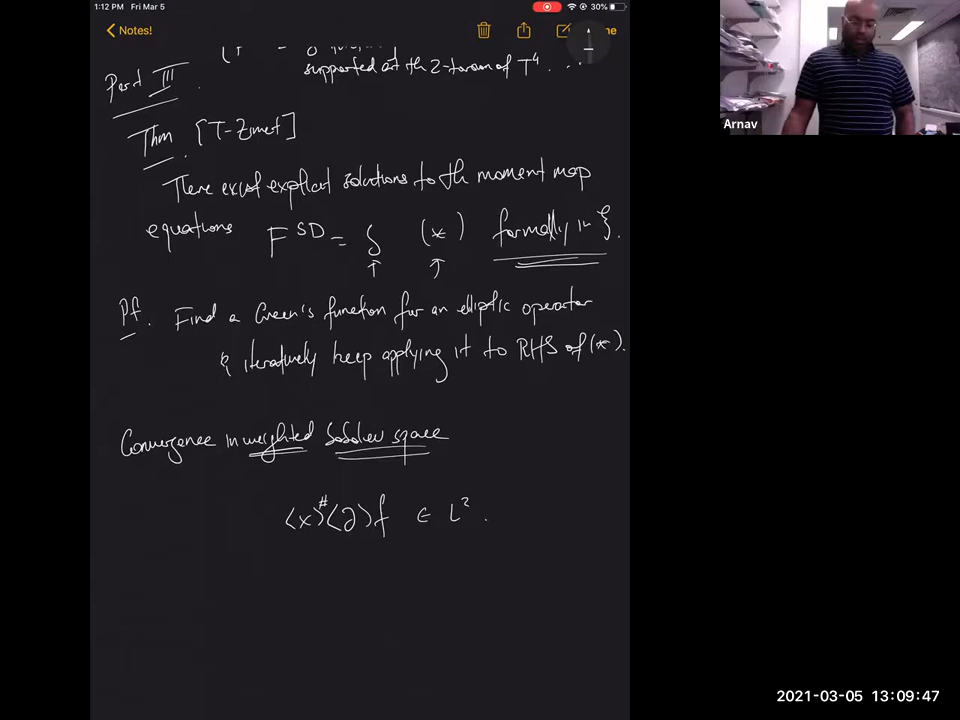 1:12 PM Fri Mar 5
30%
Notes!
supported at the 2-torsion of T⁴ . . .
Part III
Thm [T-Zimet]
There exist explicit solutions to the moment map
equations F^SD = δ (*) formally in ξ.
Pf. Find a Green's function for an elliptic operator
& iteratively keep applying it to RHS of (*).
Convergence in weighted Sobolev space
⟨x⟩^# ⟨∂⟩ f ∈ L² .
Arnav
2021-03-05 13:09:47